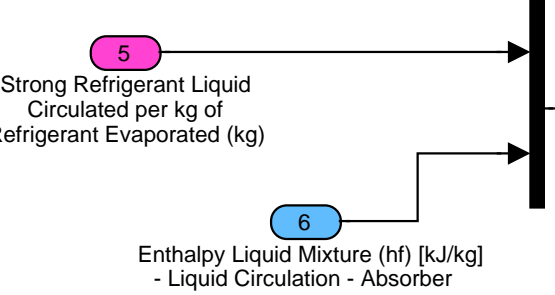 5
Strong Refrigerant Liquid
Circulated per kg of
Refrigerant Evaporated (kg)
6
Enthalpy Liquid Mixture (hf) [kJ/kg]
- Liquid Circulation - Absorber